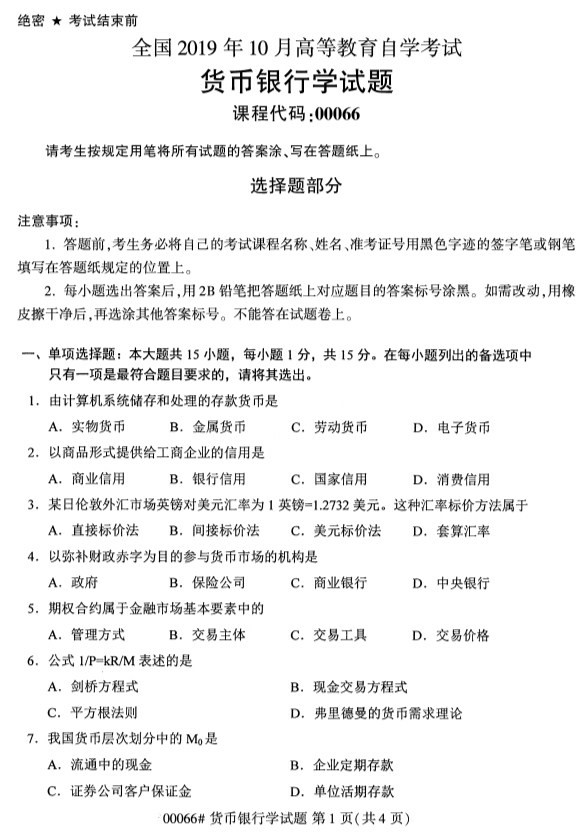 绝密 ★ 考试结束前
全国 2019 年 10 月高等教育自学考试
货币银行学试题
课程代码:00066
请考生按规定用笔将所有试题的答案涂、写在答题纸上。
选择题部分
注意事项:
1. 答题前,考生务必将自己的考试课程名称、姓名、准考证号用黑色字迹的签字笔或钢笔
填写在答题纸规定的位置上。
2. 每小题选出答案后,用 2B 铅笔把答题纸上对应题目的答案标号涂黑。如需改动,用橡
皮擦干净后,再选涂其他答案标号。不能答在试题卷上。
一、单项选择题：本大题共 15 小题，每小题 1 分，共 15 分。在每小题列出的备选项中
只有一项是最符合题目要求的，请将其选出。
1．由计算机系统储存和处理的存款货币是
A．实物货币 B．金属货币 C．劳动货币 D．电子货币
2．以商品形式提供给工商企业的信用是
A．商业信用 B．银行信用 C．国家信用 D．消费信用
3．某日伦敦外汇市场英镑对美元汇率为 1 英镑=1.2732 美元。这种汇率标价方法属于
A．直接标价法 B．间接标价法 C．美元标价法 D．套算汇率
4．以弥补财政赤字为目的参与货币市场的机构是
A．政府 B．保险公司 C．商业银行 D．中央银行
5．期权合约属于金融市场基本要素中的
A．管理方式 B．交易主体 C．交易工具 D．交易价格
6．公式 1/P=kR/M 表述的是
A．剑桥方程式 B．现金交易方程式
C．平方根法则 D．弗里德曼的货币需求理论
7．我国货币层次划分中的 M₀是
A．流通中的现金 B．企业定期存款
C．证券公司客户保证金 D．单位活期存款
00066# 货币银行学试题 第 1 页(共 4 页)